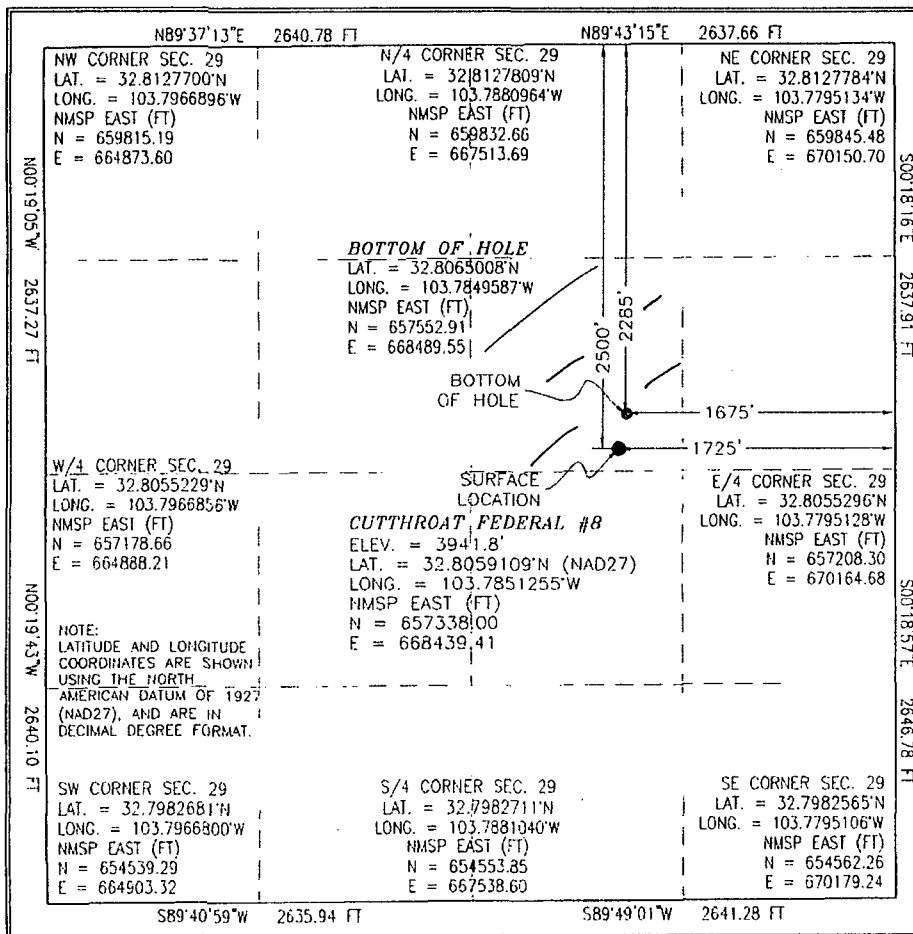 N89°37'13"E 2640.78 FT N89°43'15"E 2637.66 FT
NW CORNER SEC. 29
LAT. = 32.8127700°N
LONG. = 103.7966896°W
NMSP EAST (FT)
N = 659815.19
E = 664873.60
N/4 CORNER SEC. 29
LAT. = 32.8127809°N
LONG. = 103.7880964°W
NMSP EAST (FT)
N = 659832.66
E = 667513.69
NE CORNER SEC. 29
LAT. = 32.8127784°N
LONG. = 103.7795134°W
NMSP EAST (FT)
N = 659845.48
E = 670150.70
N00°19'05"W 2637.27 FT
S00°18'16"E 2637.91 FT
BOTTOM OF HOLE
LAT. = 32.8065008°N
LONG. = 103.7849587°W
NMSP EAST (FT)
N = 657552.91
E = 668489.55
2500'
2285'
BOTTOM
OF HOLE
1675'
1725'
SURFACE
LOCATION
W/4 CORNER SEC. 29
LAT. = 32.8055229°N
LONG. = 103.7966856°W
NMSP EAST (FT)
N = 657178.66
E = 664888.21
CUTTHROAT FEDERAL #8
ELEV. = 3941.8'
LAT. = 32.8059109°N (NAD27)
LONG. = 103.7851255°W
NMSP EAST (FT)
N = 657338.00
E = 668439.41
E/4 CORNER SEC. 29
LAT. = 32.8055296°N
LONG. = 103.7795128°W
NMSP EAST (FT)
N = 657208.30
E = 670164.68
N00°19'43"W 2640.10 FT
S00°18'57"E 2646.78 FT
NOTE:
LATITUDE AND LONGITUDE
COORDINATES ARE SHOWN
USING THE NORTH
AMERICAN DATUM OF 1927
(NAD27), AND ARE IN
DECIMAL DEGREE FORMAT.
SW CORNER SEC. 29
LAT. = 32.7982681°N
LONG. = 103.7966800°W
NMSP EAST (FT)
N = 654539.29
E = 664903.32
S/4 CORNER SEC. 29
LAT. = 32.7982711°N
LONG. = 103.7881040°W
NMSP EAST (FT)
N = 654553.85
E = 667538.60
SE CORNER SEC. 29
LAT. = 32.7982565°N
LONG. = 103.7795106°W
NMSP EAST (FT)
N = 654562.26
E = 670179.24
S89°40'59"W 2635.94 FT S89°49'01"W 2641.28 FT